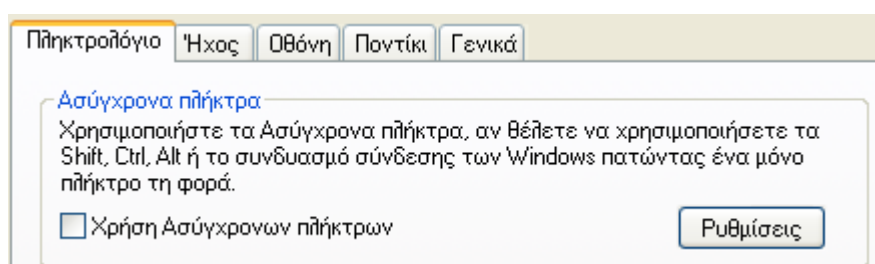 Πληκτρολόγιο Ήχος Οθόνη Ποντίκι Γενικά
Ασύγχρονα πλήκτρα
Χρησιμοποιήστε τα Ασύγχρονα πλήκτρα, αν θέλετε να χρησιμοποιήσετε τα
Shift, Ctrl, Alt ή το συνδυασμό σύνδεσης των Windows πατώντας ένα μόνο
πλήκτρο τη φορά.
Χρήση Ασύγχρονων πλήκτρων Ρυθμίσεις